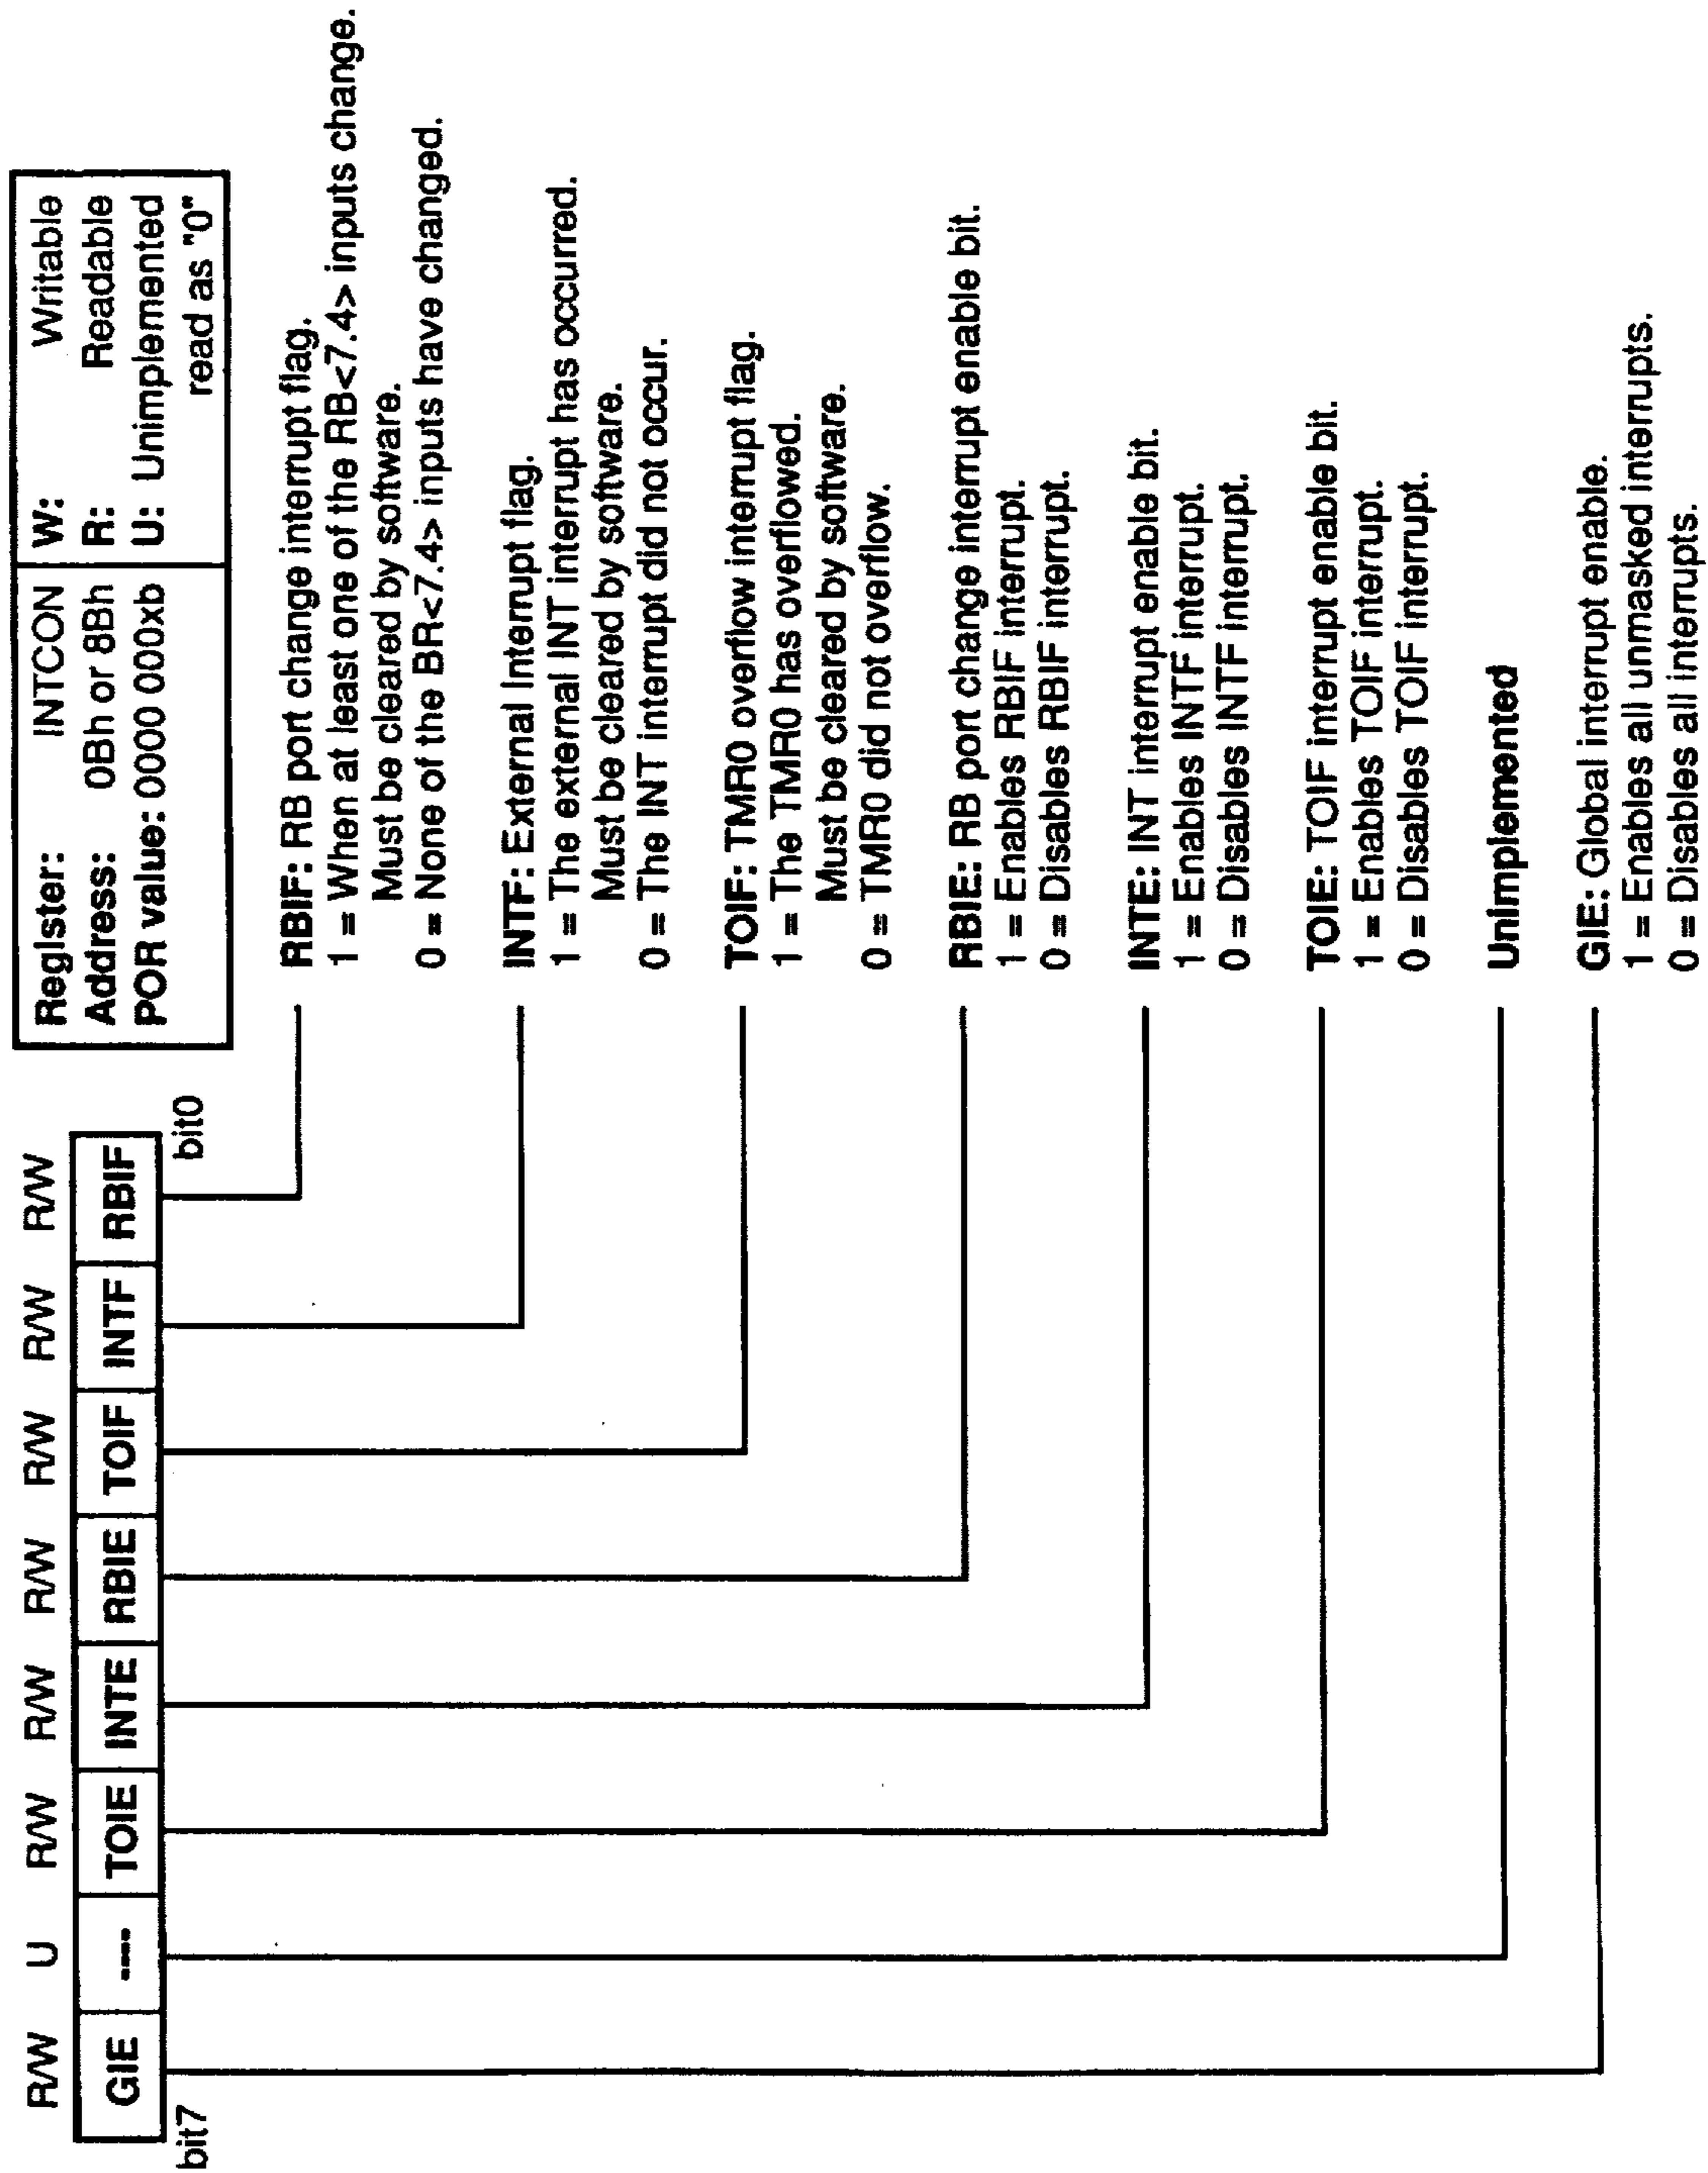 R/W U R/W R/W R/W R/W R/W R/W
GIE ---- TOIE INTE RBIE TOIF INTF RBIF
bit7 bit0
Register: INTCON
Address: 0Bh or 8Bh
POR value: 0000 000xb
W: Writable
R: Readable
U: Unimplemented
read as "0"
RBIF: RB port change interrupt flag.
1 = When at least one of the RB<7.4> inputs change.
Must be cleared by software.
0 = None of the BR<7.4> inputs have changed.
INTF: External Interrupt flag.
1 = The external INT interrupt has occurred.
Must be cleared by software.
0 = The INT interrupt did not occur.
TOIF: TMR0 overflow interrupt flag.
1 = The TMR0 has overflowed.
Must be cleared by software.
0 = TMR0 did not overflow.
RBIE: RB port change interrupt enable bit.
1 = Enables RBIF interrupt.
0 = Disables RBIF interrupt.
INTE: INT interrupt enable bit.
1 = Enables INTF interrupt.
0 = Disables INTF interrupt.
TOIE: TOIF interrupt enable bit.
1 = Enables TOIF interrupt.
0 = Disables TOIF interrupt.
Unimplemented
GIE: Global interrupt enable.
1 = Enables all unmasked interrupts.
0 = Disables all interrupts.